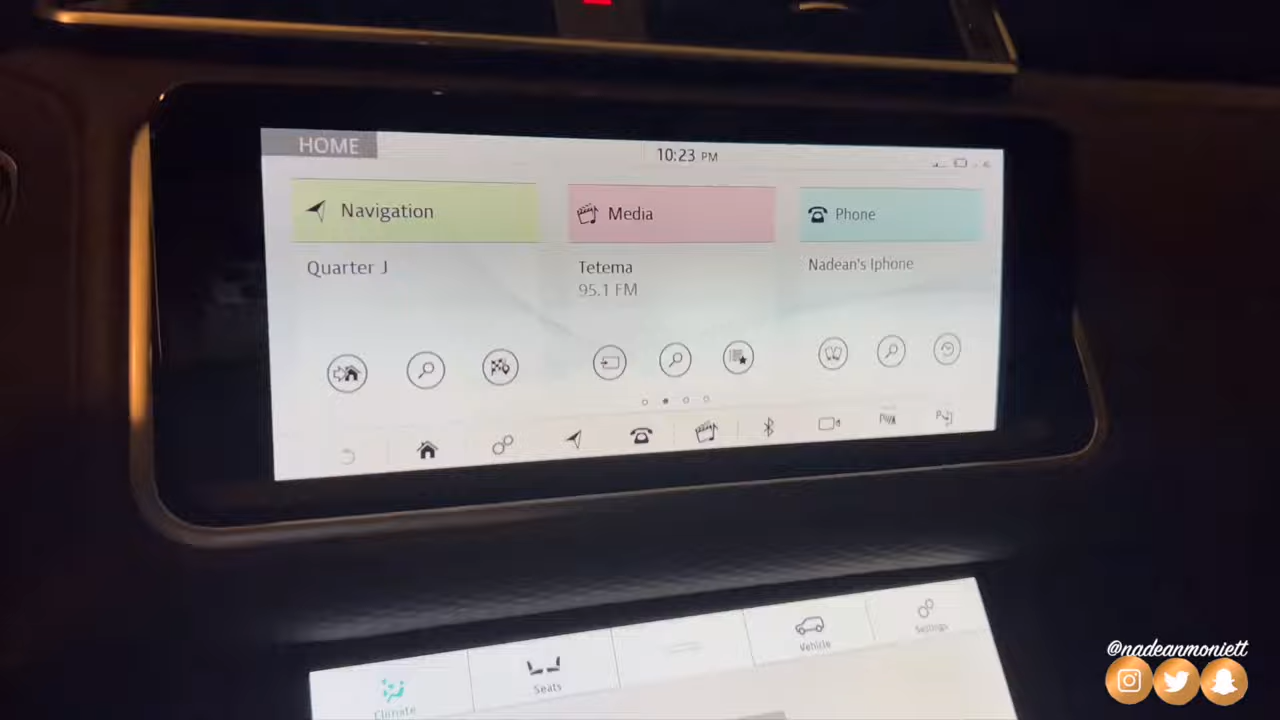 HOME
10:23 PM
Navigation
Media
Phone
Quarter J
Tetema
95.1 FM
Nadean's Iphone
Climate
Seats
Vehicle
Settings
@nadeanmoniett